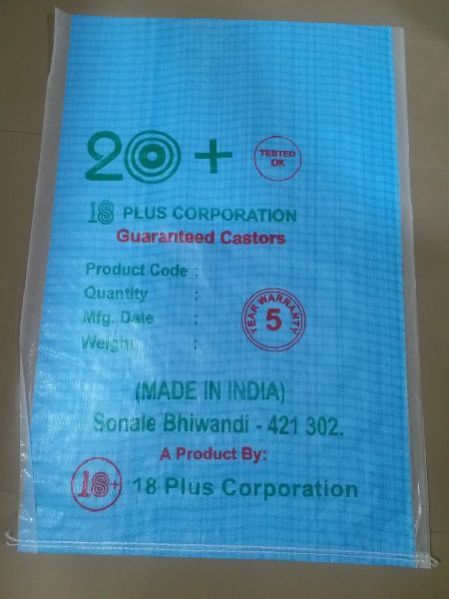 20 +
TESTED OK
18 PLUS CORPORATION
Guaranteed Castors
Product Code :
Quantity :
Mfg. Date :
Weight :
YEAR WARRANTY
5
(MADE IN INDIA)
Sonale Bhiwandi - 421 302.
A Product By:
18+
18 Plus Corporation